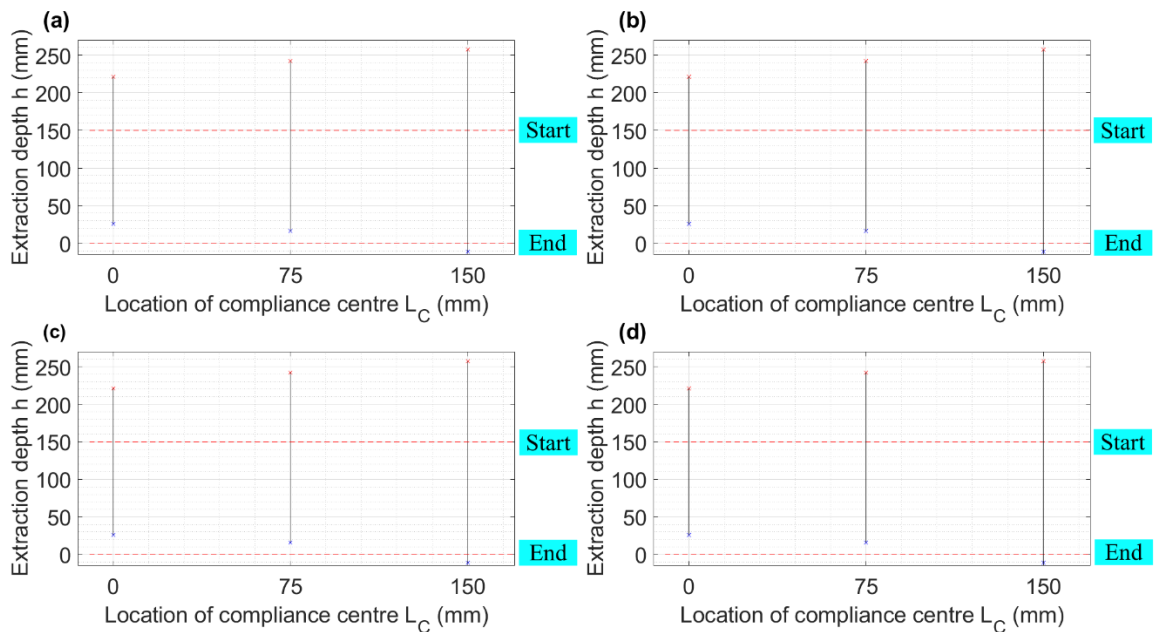 (a)
Extraction depth h (mm)
250
200
150
100
50
0
0 75 150
Location of compliance centre L_C (mm)
Start
End
(b)
Extraction depth h (mm)
250
200
150
100
50
0
0 75 150
Location of compliance centre L_C (mm)
Start
End
(c)
Extraction depth h (mm)
250
200
150
100
50
0
0 75 150
Location of compliance centre L_C (mm)
Start
End
(d)
Extraction depth h (mm)
250
200
150
100
50
0
0 75 150
Location of compliance centre L_C (mm)
Start
End